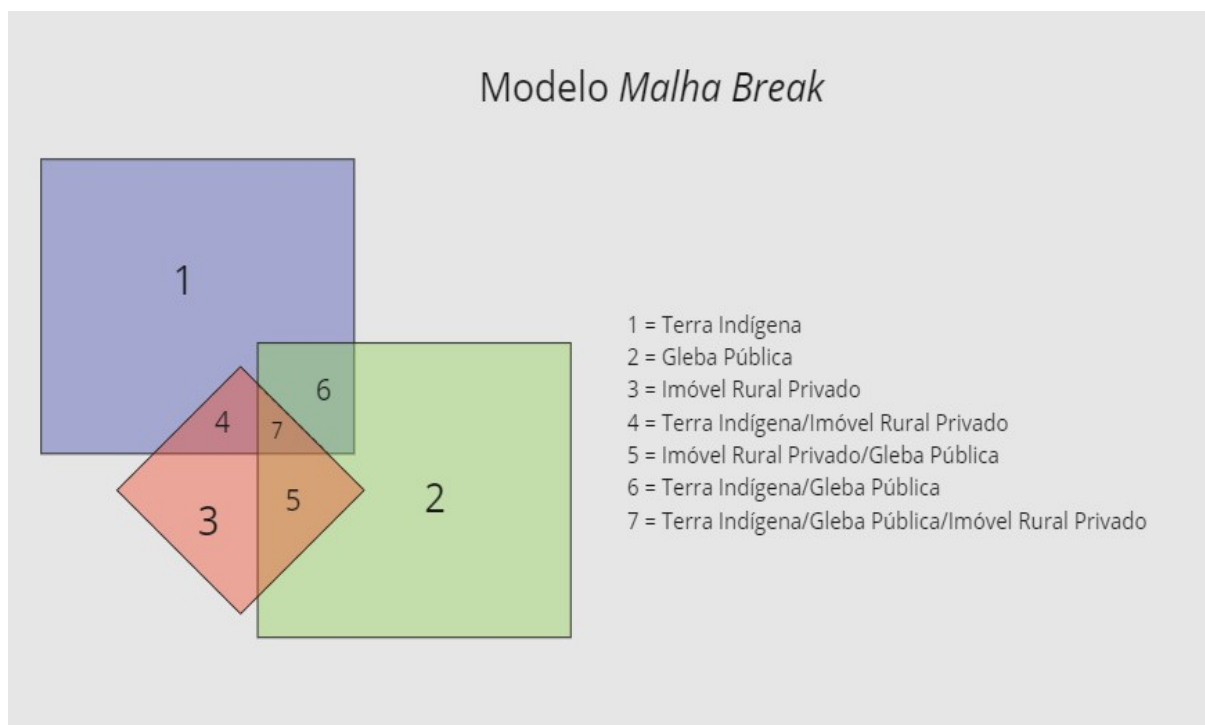 Modelo Malha Break
1
6
4
7
5
2
3
1 = Terra Indígena
2 = Gleba Pública
3 = Imóvel Rural Privado
4 = Terra Indígena/Imóvel Rural Privado
5 = Imóvel Rural Privado/Gleba Pública
6 = Terra Indígena/Gleba Pública
7 = Terra Indígena/Gleba Pública/Imóvel Rural Privado